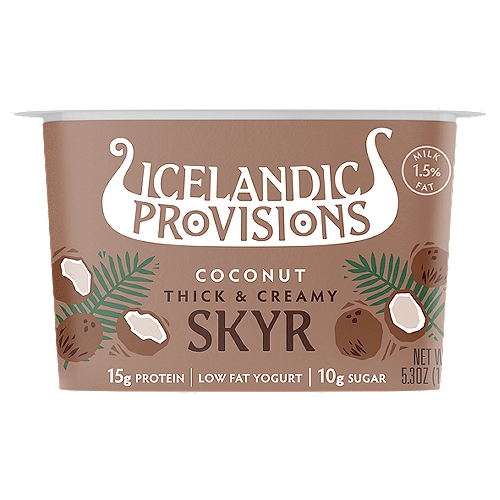 ICELANDIC
PROVISIONS
MILK
1.5%
FAT
COCONUT
THICK & CREAMY
SKYR
15g PROTEIN | LOW FAT YOGURT | 10g SUGAR
NET
5.3OZ